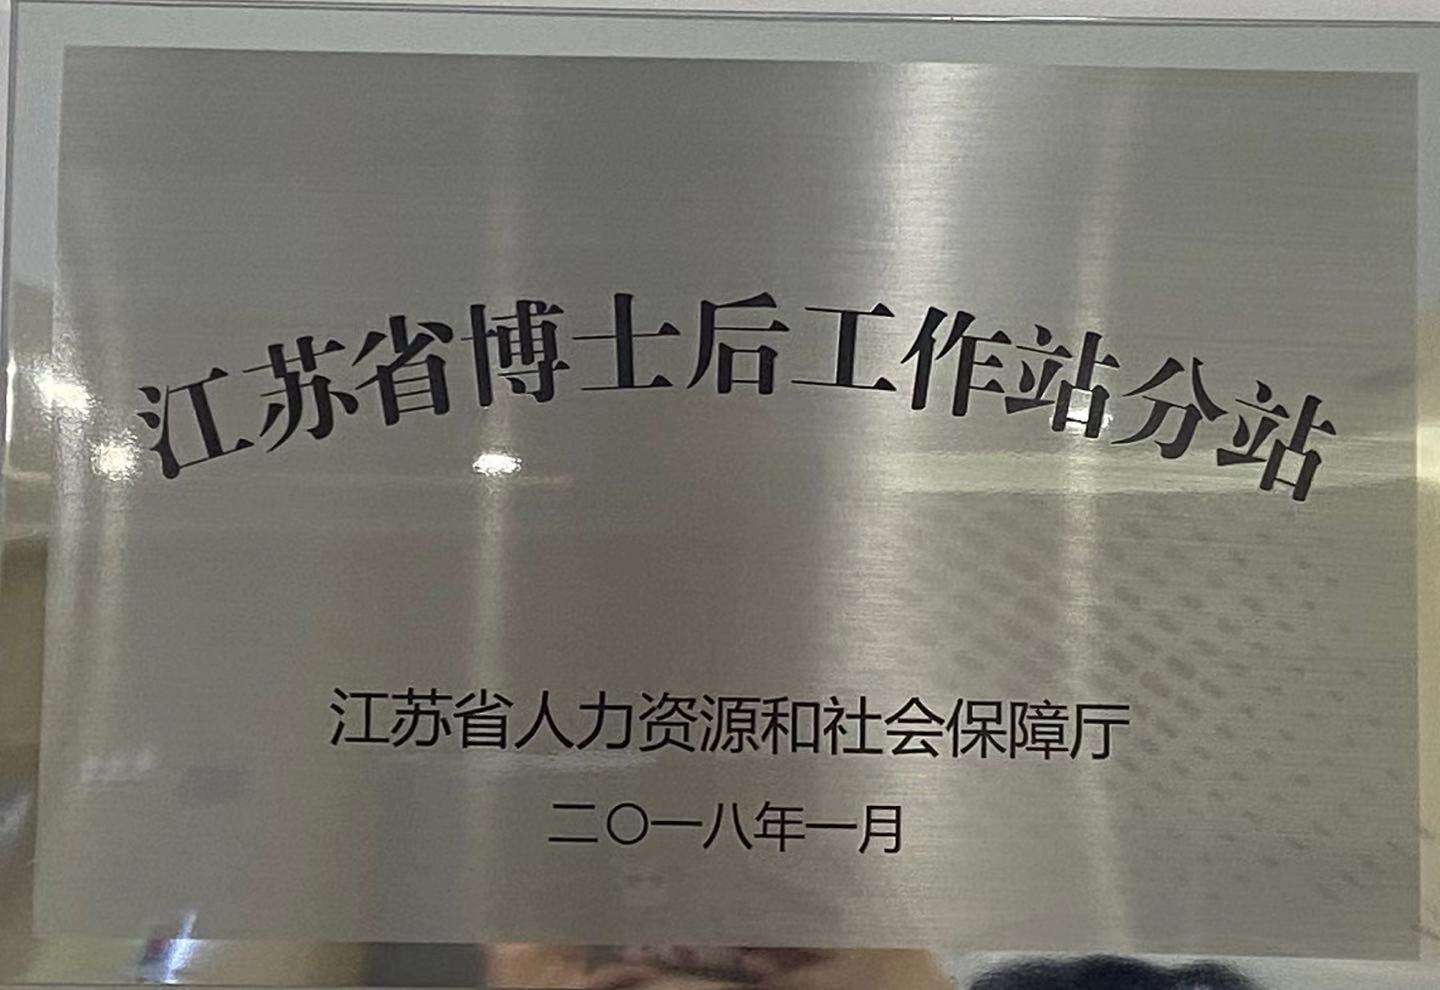 江苏省博士后工作站分站
江苏省人力资源和社会保障厅
二〇一八年一月